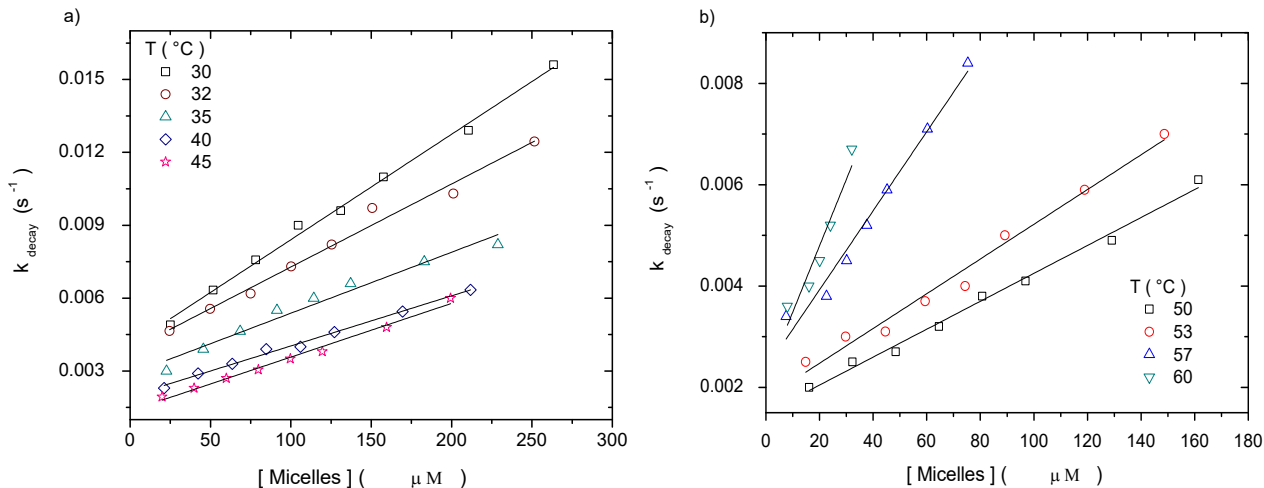 a)
T ( °C )
30
32
35
40
45
0.015
0.012
0.009
0.006
0.003
k decay (s -1 )
0 50 100 150 200 250 300
[ Micelles ] ( μ M )
b)
0.008
0.006
0.004
0.002
k decay (s -1 )
T ( °C )
50
53
57
60
0 20 40 60 80 100 120 140 160 180
[ Micelles ] ( μ M )